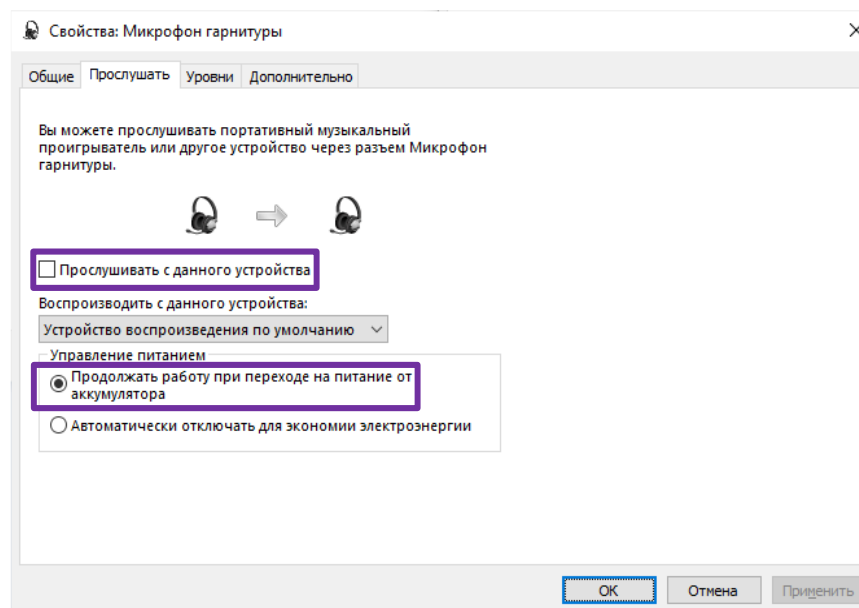 Свойства: Микрофон гарнитуры
Общие Прослушать Уровни Дополнительно
Вы можете прослушивать портативный музыкальный
проигрыватель или другое устройство через разъем Микрофон
гарнитуры.
Прослушивать с данного устройства
Воспроизводить с данного устройства:
Устройство воспроизведения по умолчанию
Управление питанием
Продолжать работу при переходе на питание от
аккумулятора
Автоматически отключать для экономии электроэнергии
ОК Отмена Применить